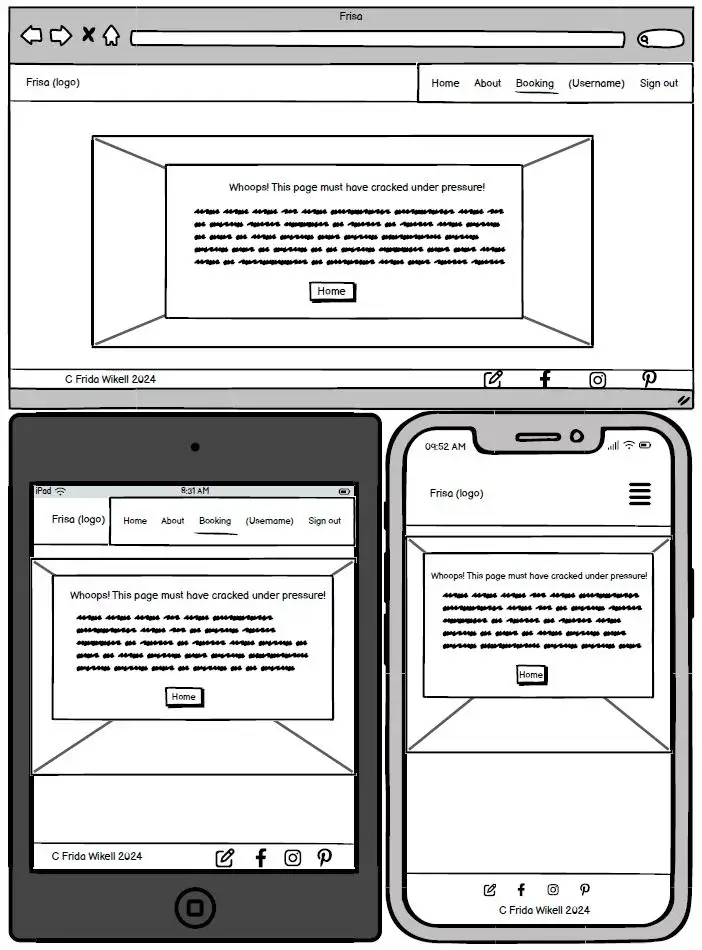 Frisa
Frisa (logo)
Home About Booking (Username) Sign out
Whoops! This page must have cracked under pressure!
Home
C Frida Wikell 2024
iPad 8:31 AM
Frisa (logo)
Home About Booking (Username) Sign out
Whoops! This page must have cracked under pressure!
Home
C Frida Wikell 2024
09:52 AM
Frisa (logo)
Whoops! This page must have cracked under pressure!
Home
C Frida Wikell 2024